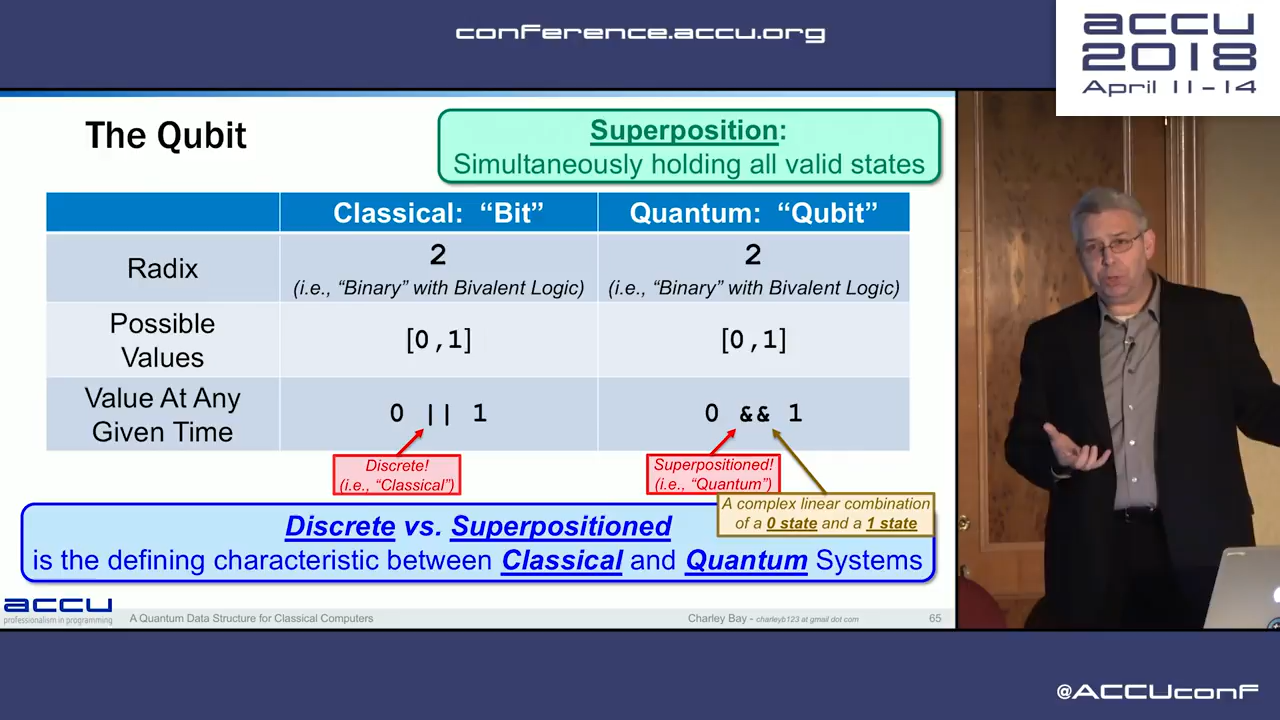 conference.accu.org
accu
2018
April 11-14
The Qubit
Superposition:
Simultaneously holding all valid states
Classical: “Bit”
Quantum: “Qubit”
Radix
2
(i.e., “Binary” with Bivalent Logic)
2
(i.e., “Binary” with Bivalent Logic)
Possible
Values
[0,1]
[0,1]
Value At Any
Given Time
0 || 1
0 && 1
Discrete!
(i.e., “Classical”)
Superpositioned!
(i.e., “Quantum”)
A complex linear combination
of a 0 state and a 1 state
Discrete vs. Superpositioned
is the defining characteristic between Classical and Quantum Systems
accu
professionalism in programming
A Quantum Data Structure for Classical Computers
Charley Bay - charleyb123 at gmail dot com
65
@ACCUconf